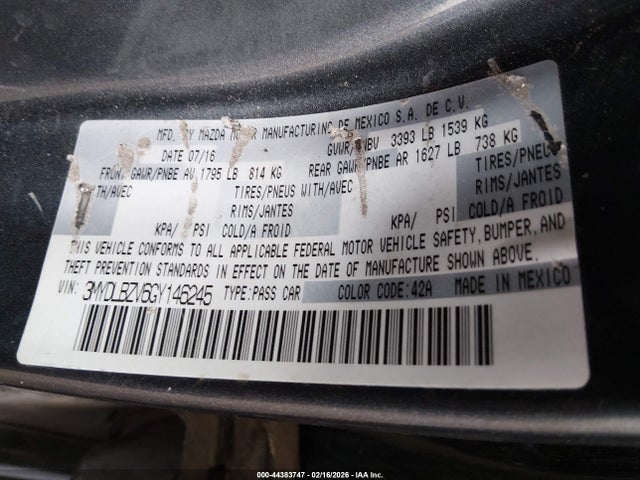 MFD. BY MAZDA MOTOR MANUFACTURING DE MEXICO S.A. DE C.V.
DATE 07/16 GVWR/PNBV 3393 LB 1539 KG
FRONT GAWR/PNBE AV 1795 LB 814 KG REAR GAWR/PNBE AR 1627 LB 738 KG
WITH/AVEC TIRES/PNEUS WITH/AVEC TIRES/PNEUS
RIMS/JANTES RIMS/JANTES
KPA/ PSI COLD/A FROID KPA/ PSI COLD/A FROID
THIS VEHICLE CONFORMS TO ALL APPLICABLE FEDERAL MOTOR VEHICLE SAFETY, BUMPER, AND
THEFT PREVENTION STANDARDS IN EFFECT ON THE DATE OF MANUFACTURE SHOWN ABOVE.
VIN: 3MYDLBZV6GY146245 TYPE:PASS CAR COLOR CODE:42A MADE IN MEXICO
000-44383747 - 02/16/2026 - IAA Inc.